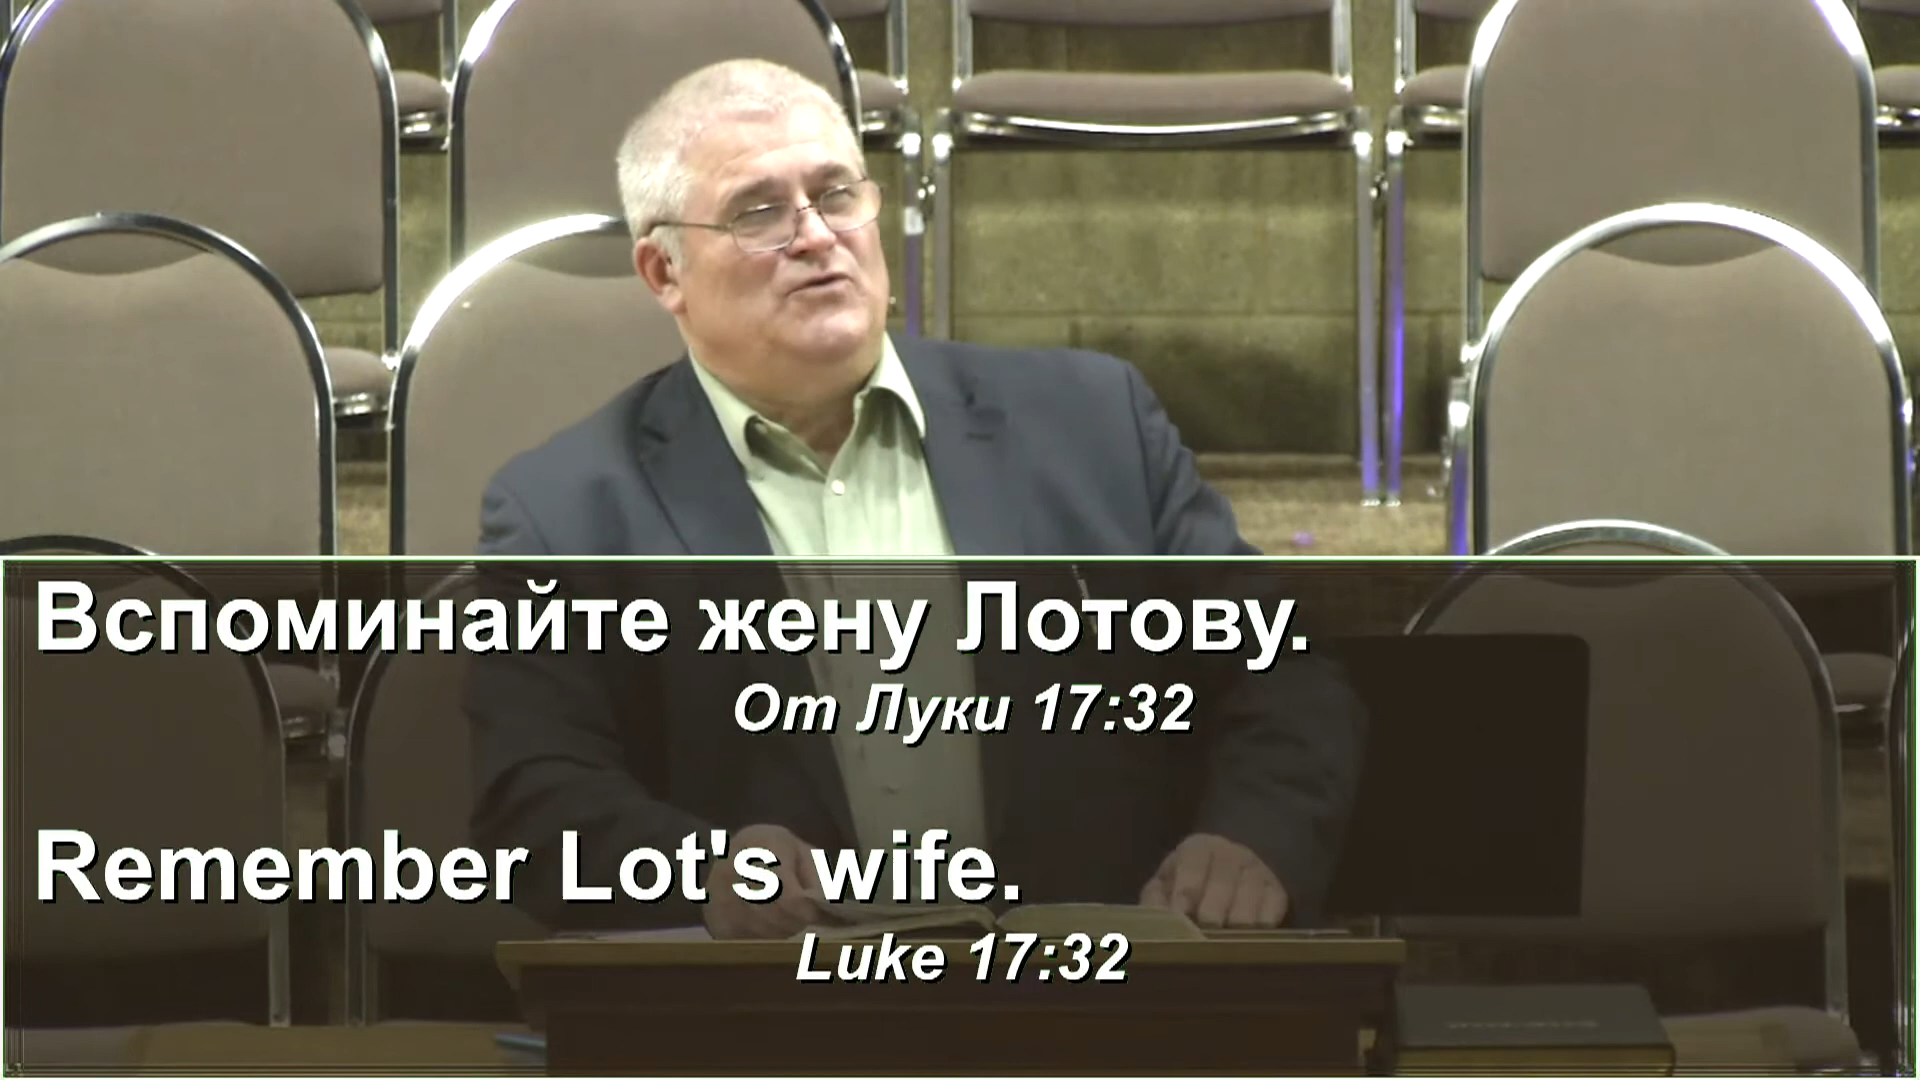 Вспоминайте жену Лотову.
От Луки 17:32
Remember Lot's wife.
Luke 17:32